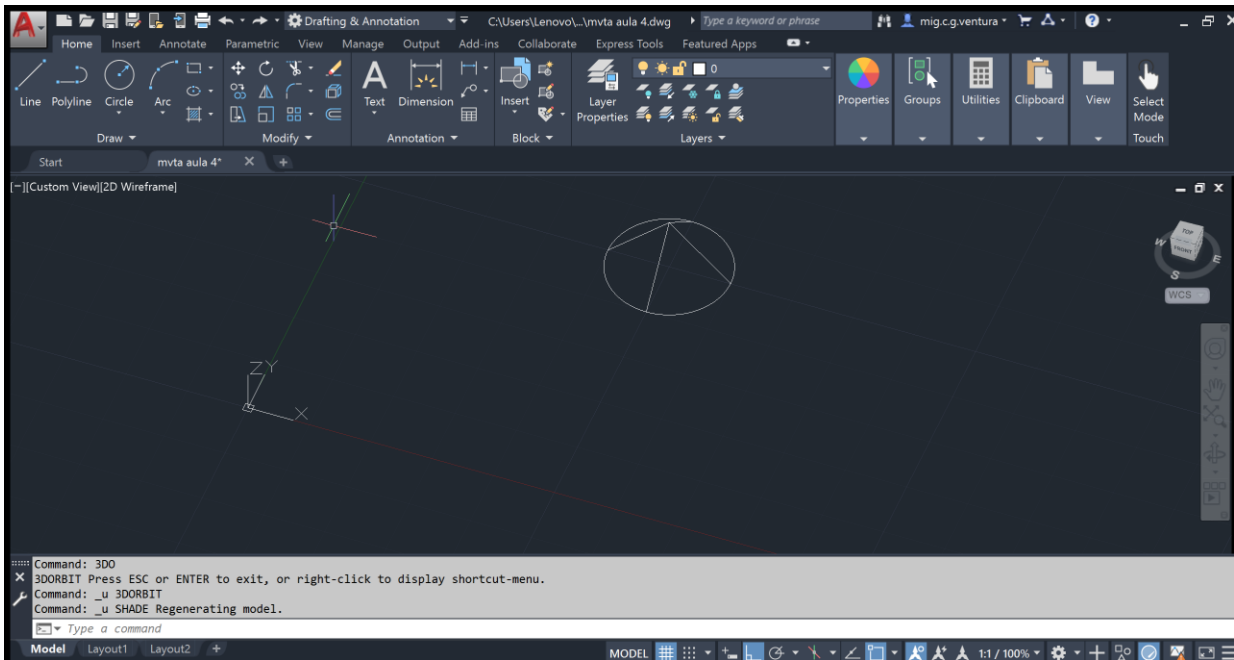 Drafting & Annotation C:\Users\Lenovo\...\mvta aula 4.dwg Type a keyword or phrase mig.c.g.ventura
Home Insert Annotate Parametric View Manage Output Add-ins Collaborate Express Tools Featured Apps
0
Line Polyline Circle Arc Text Dimension Insert Layer Properties Properties Groups Utilities Clipboard View Select Mode
Draw Modify Annotation Block Layers Touch
Start mvta aula 4*
[−][Custom View][2D Wireframe]
TOP
FRONT
W
E
S
WCS
Z Y
X
Command: 3DO
3DORBIT Press ESC or ENTER to exit, or right-click to display shortcut-menu.
Command: _u 3DORBIT
Command: _u SHADE Regenerating model.
Type a command
Model Layout1 Layout2 + MODEL 1:1 / 100%